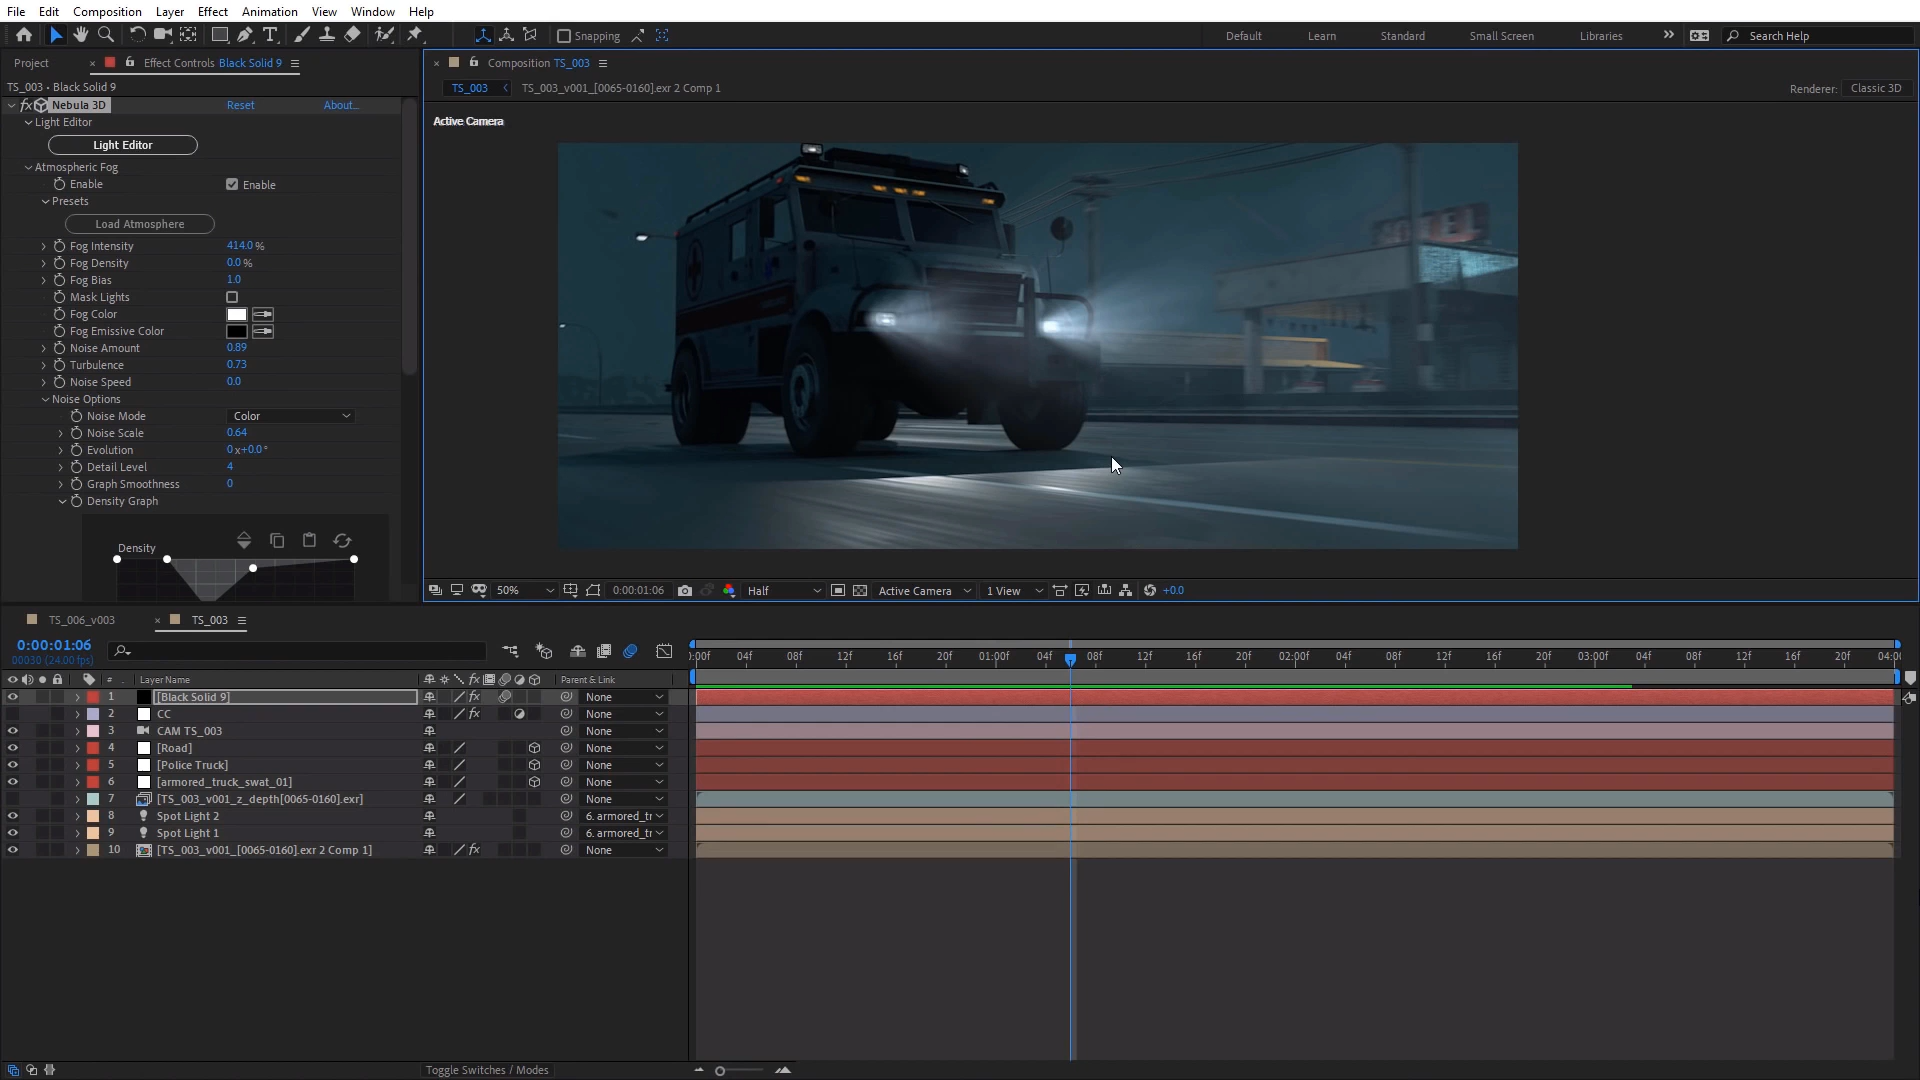 File Edit Composition Layer Effect Animation View Window Help
Snapping Default Learn Standard Small Screen Libraries Search Help
Project Effect Controls Black Solid 9
TS_003 • Black Solid 9
Nebula 3D Reset About...
Light Editor
Light Editor
Atmospheric Fog
Enable Enable
Presets
Load Atmosphere
Fog Intensity 414.0 %
Fog Density 0.0 %
Fog Bias 1.0
Mask Lights
Fog Color
Fog Emissive Color
Noise Amount 0.89
Turbulence 0.73
Noise Speed 0.0
Noise Options
Noise Mode Color
Noise Scale 0.64
Evolution 0x+0.0°
Detail Level 4
Graph Smoothness 0
Density Graph
Density
Composition TS_003
TS_003 TS_003_v001_[0065-0160].exr 2 Comp 1
Renderer: Classic 3D
Active Camera
MOTEL
50% 0:00:01:06 Half Active Camera 1 View +0.0
TS_006_v003 TS_003
0:00:01:06
00030 (24.00 fps)
:00f 04f 08f 12f 16f 20f 01:00f 04f 08f 12f 16f 20f 02:00f 04f 08f 12f 16f 20f 03:00f 04f 08f 12f 16f 20f 04:00
# Layer Name Parent & Link
1 [Black Solid 9] None
2 CC None
3 CAM TS_003 None
4 [Road] None
5 [Police Truck] None
6 [armored_truck_swat_01] None
7 [TS_003_v001_z_depth[0065-0160].exr] None
8 Spot Light 2 6. armored_tr
9 Spot Light 1 6. armored_tr
10 [TS_003_v001_[0065-0160].exr 2 Comp 1] None
Toggle Switches / Modes